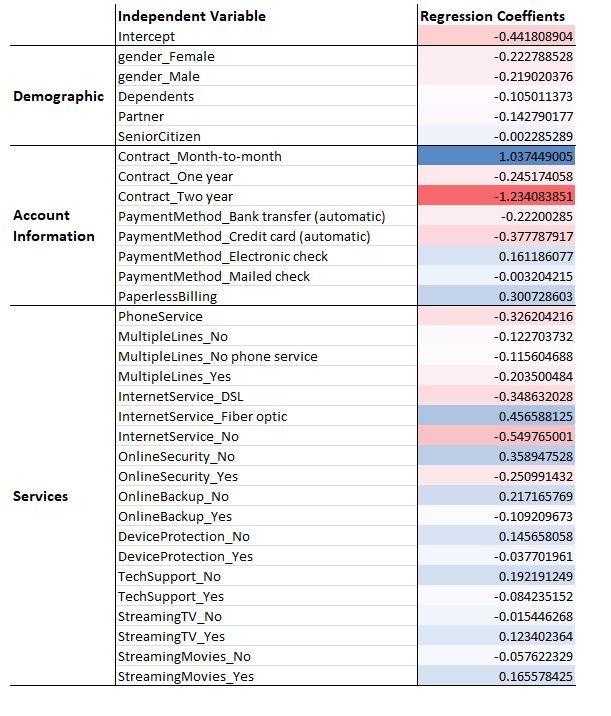 Independent Variable Regression Coeffients
Intercept -0.441808904
gender_Female -0.222788528
gender_Male -0.219020376
Demographic Dependents -0.105011373
Partner -0.142790177
SeniorCitizen -0.002285289
Contract_Month-to-month 1.037449005
Contract_One year -0.245174058
Contract_Two year -1.234083851
Account Information PaymentMethod_Bank transfer (automatic) -0.22200285
PaymentMethod_Credit card (automatic) -0.377787917
PaymentMethod_Electronic check 0.161186077
PaymentMethod_Mailed check -0.003204215
PaperlessBilling 0.300728603
PhoneService -0.326204216
MultipleLines_No -0.122703732
MultipleLines_No phone service -0.115604688
MultipleLines_Yes -0.203500484
InternetService_DSL -0.348632028
InternetService_Fiber optic 0.456588125
InternetService_No -0.549765001
OnlineSecurity_No 0.358947528
OnlineSecurity_Yes -0.250991432
Services OnlineBackup_No 0.217165769
OnlineBackup_Yes -0.109209673
DeviceProtection_No 0.145658058
DeviceProtection_Yes -0.037701961
TechSupport_No 0.192191249
TechSupport_Yes -0.084235152
StreamingTV_No -0.015446268
StreamingTV_Yes 0.123402364
StreamingMovies_No -0.057622329
StreamingMovies_Yes 0.165578425